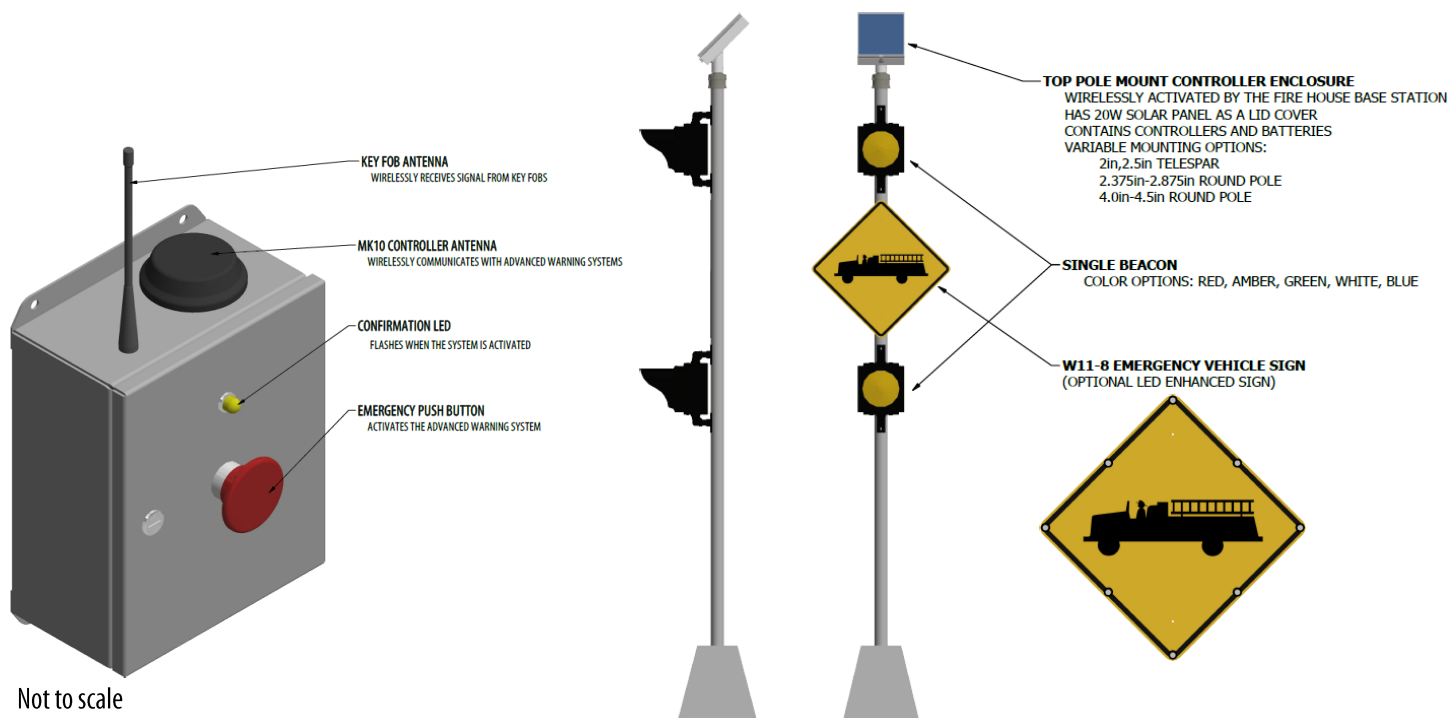 KEY FOB ANTENNA
WIRELESSLY RECEIVES SIGNAL FROM KEY FOBS
MK10 CONTROLLER ANTENNA
WIRELESSLY COMMUNICATES WITH ADVANCED WARNING SYSTEMS
CONFIRMATION LED
FLASHES WHEN THE SYSTEM IS ACTIVATED
EMERGENCY PUSH BUTTON
ACTIVATES THE ADVANCED WARNING SYSTEM
Not to scale
TOP POLE MOUNT CONTROLLER ENCLOSURE
WIRELESSLY ACTIVATED BY THE FIRE HOUSE BASE STATION
HAS 20W SOLAR PANEL AS A LID COVER
CONTAINS CONTROLLERS AND BATTERIES
VARIABLE MOUNTING OPTIONS:
2in,2.5in TELESPAR
2.375in-2.875in ROUND POLE
4.0in-4.5in ROUND POLE
SINGLE BEACON
COLOR OPTIONS: RED, AMBER, GREEN, WHITE, BLUE
W11-8 EMERGENCY VEHICLE SIGN
(OPTIONAL LED ENHANCED SIGN)